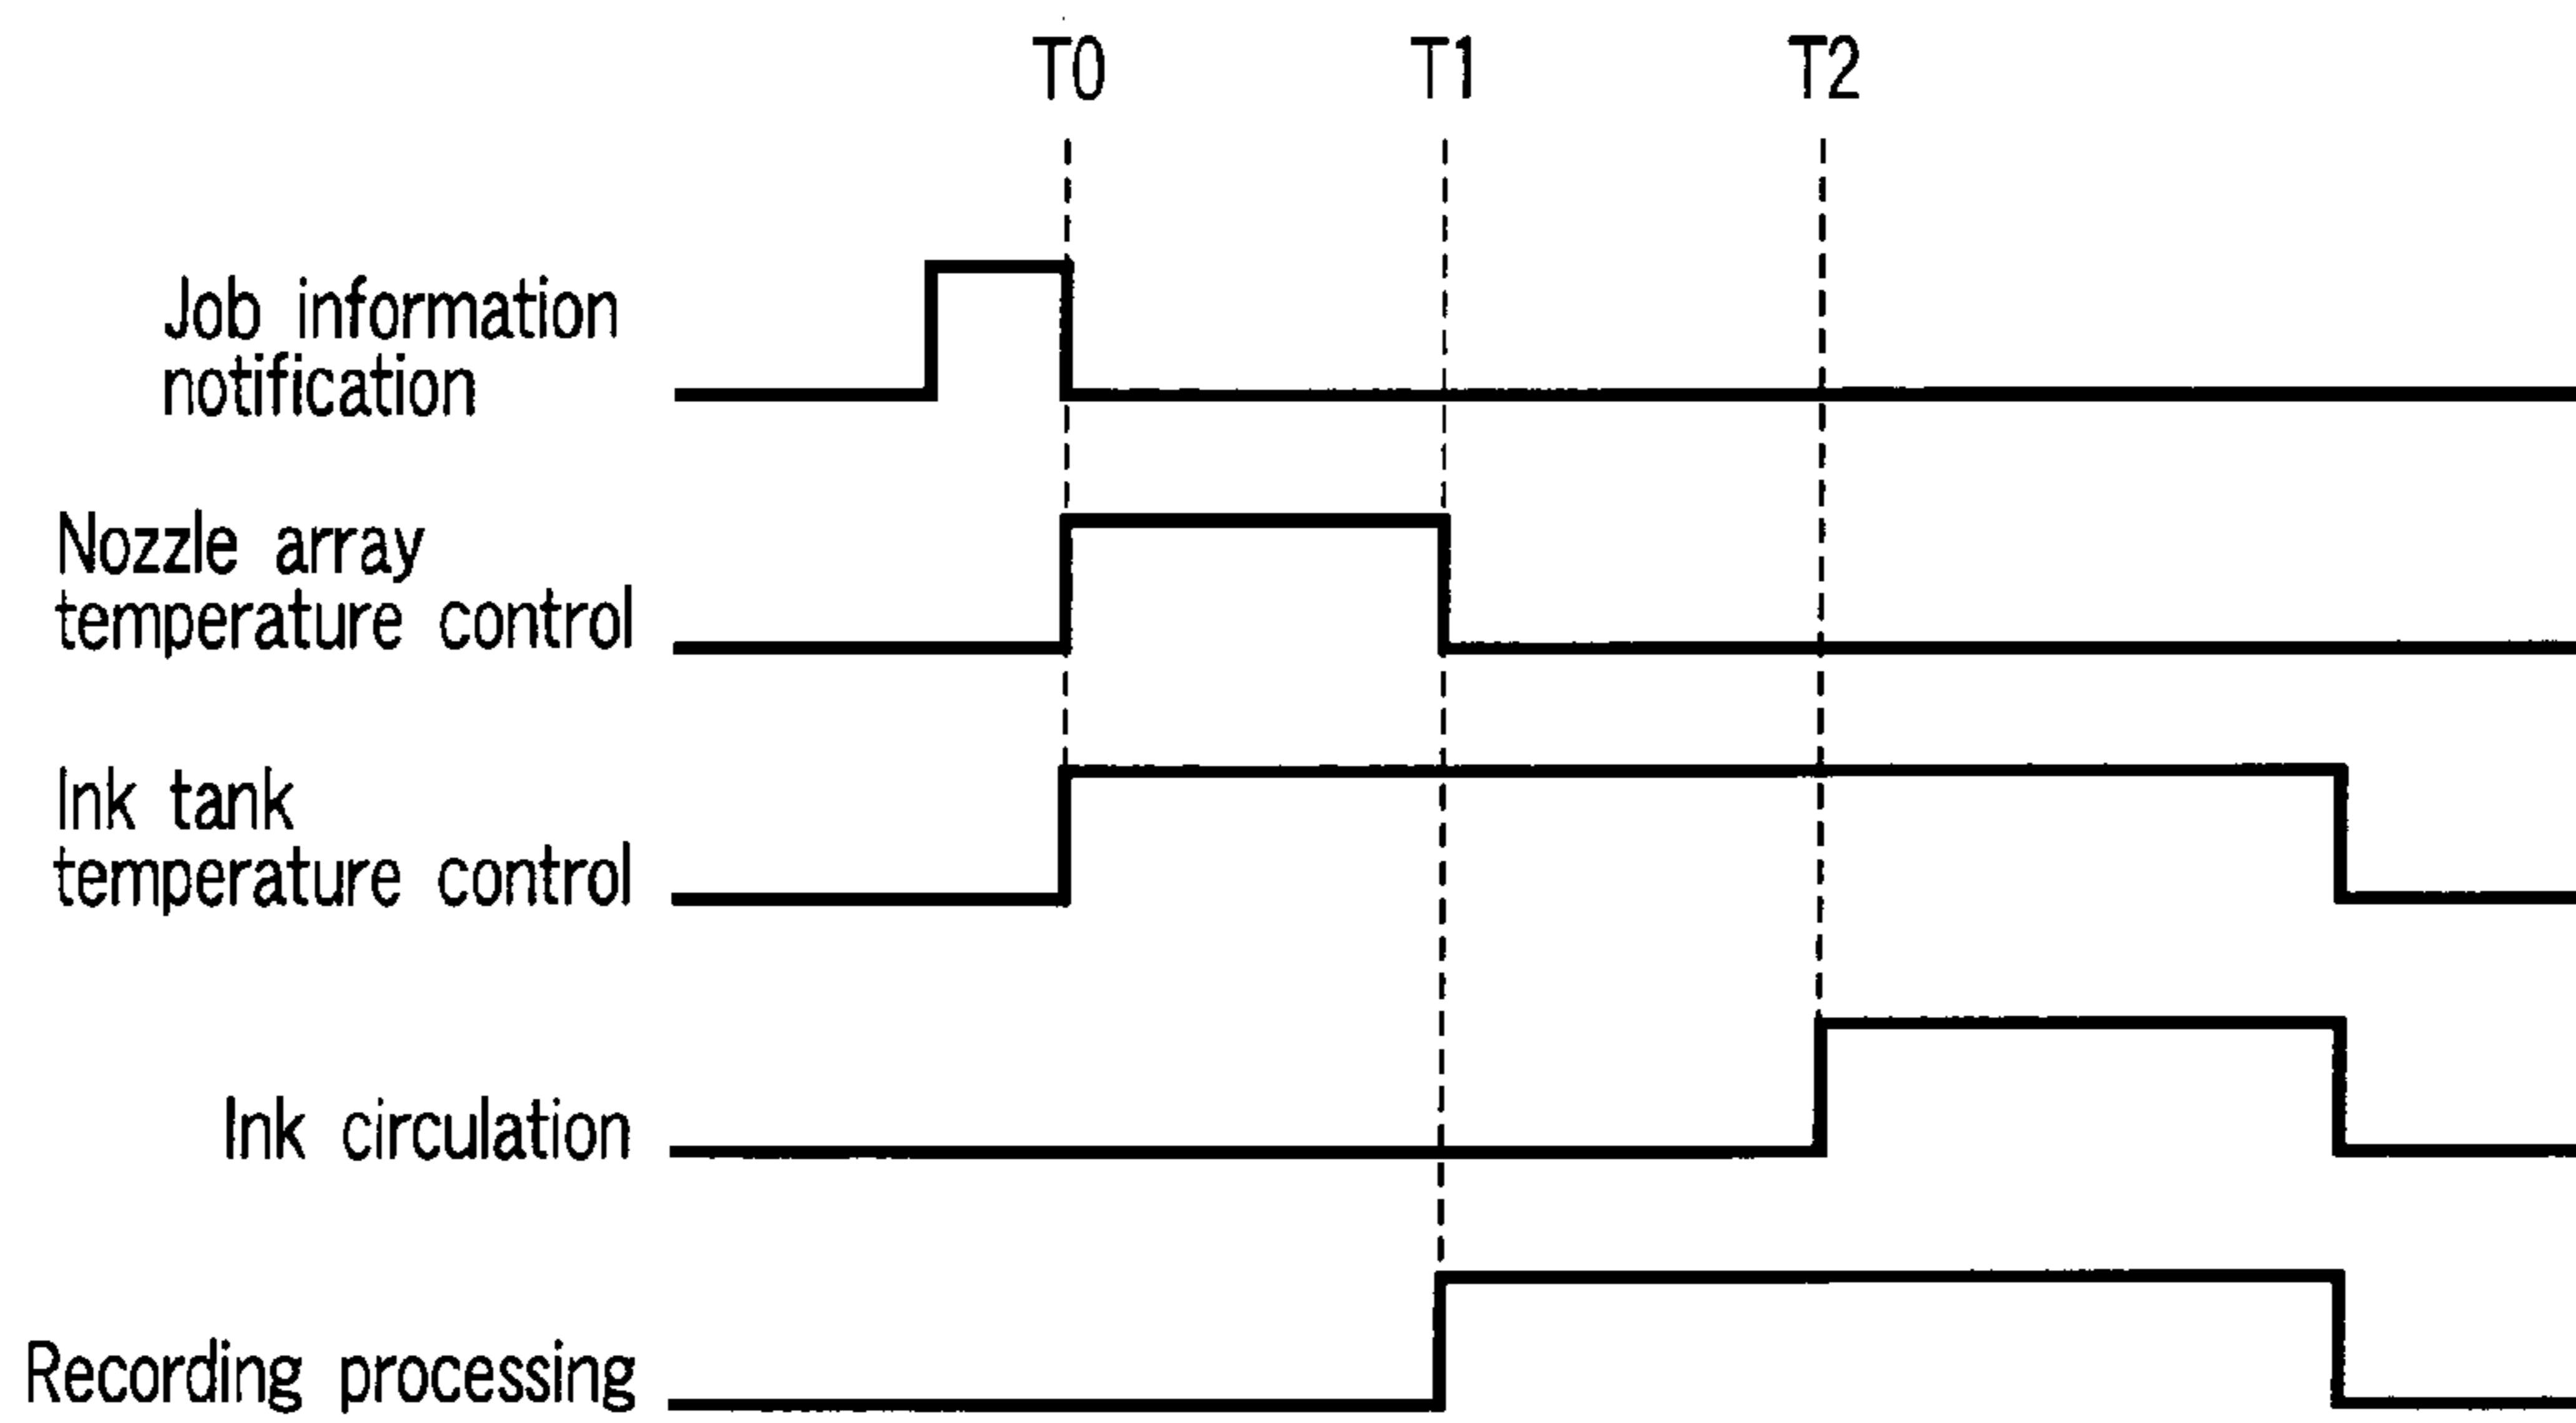 T0 T1 T2
Job information
notification
Nozzle array
temperature control
Ink tank
temperature control
Ink circulation
Recording processing